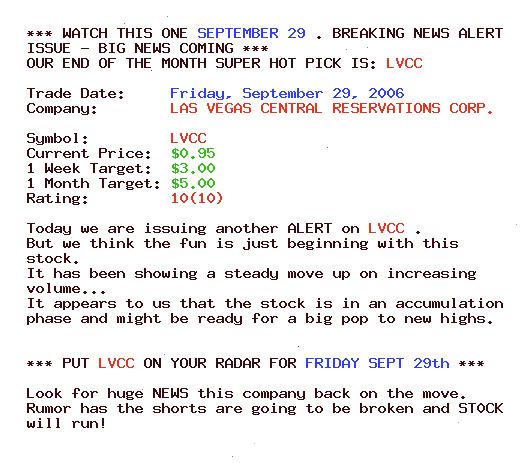 *** WATCH THIS ONE SEPTEMBER 29 . BREAKING NEWS ALERT
ISSUE - BIG NEWS COMING ***
OUR END OF THE MONTH SUPER HOT PICK IS: LVCC
Trade Date: Friday, September 29, 2006
Company: LAS VEGAS CENTRAL RESERVATIONS CORP.
Symbol: LVCC
Current Price: $0.95
1 Week Target: $3.00
1 Month Target: $5.00
Rating: 10(10)
Today we are issuing another ALERT on LVCC .
But we think the fun is just beginning with this
stock.
It has been showing a steady move up on increasing
volume...
It appears to us that the stock is in an accumulation
phase and might be ready for a big pop to new highs.
*** PUT LVCC ON YOUR RADAR FOR FRIDAY SEPT 29th ***
Look for huge NEWS this company back on the move.
Rumor has the shorts are going to be broken and STOCK
will run!